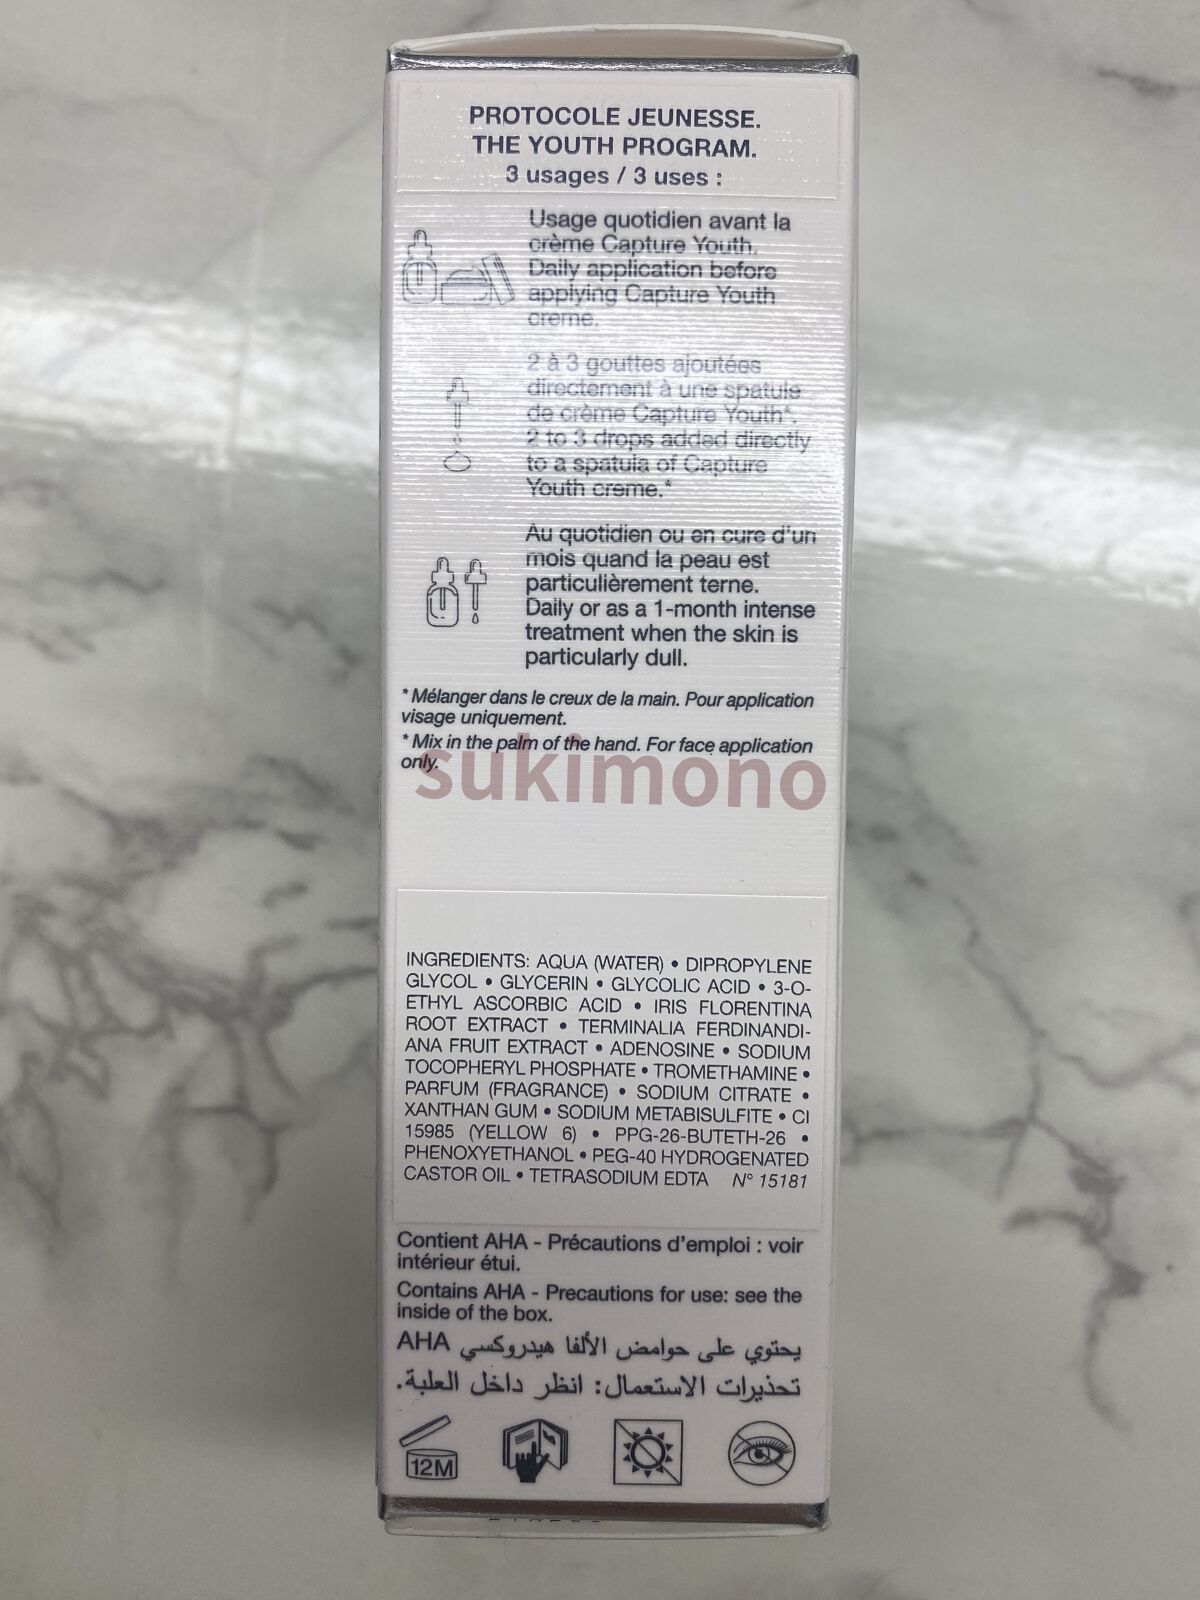 PROTOCOLE JEUNESSE.
THE YOUTH PROGRAM.
3 usages / 3 uses :
Usage quotidien avant la
crème Capture Youth.
Daily application before
applying Capture Youth
creme.
2 à 3 gouttes ajoutées
directement à une spatule
de crème Capture Youth*.
2 to 3 drops added directly
to a spatula of Capture
Youth creme.*
Au quotidien ou en cure d'un
mois quand la peau est
particulièrement terne.
Daily or as a 1-month intense
treatment when the skin is
particularly dull.
* Mélanger dans le creux de la main. Pour application
visage uniquement.
* Mix in the palm of the hand. For face application
only.
sukimono
INGREDIENTS: AQUA (WATER) • DIPROPYLENE
GLYCOL • GLYCERIN • GLYCOLIC ACID • 3-O-
ETHYL ASCORBIC ACID • IRIS FLORENTINA
ROOT EXTRACT • TERMINALIA FERDINANDI-
ANA FRUIT EXTRACT • ADENOSINE • SODIUM
TOCOPHERYL PHOSPHATE • TROMETHAMINE •
PARFUM (FRAGRANCE) • SODIUM CITRATE •
XANTHAN GUM • SODIUM METABISULFITE • CI
15985 (YELLOW 6) • PPG-26-BUTETH-26 •
PHENOXYETHANOL • PEG-40 HYDROGENATED
CASTOR OIL • TETRASODIUM EDTA N° 15181
Contient AHA - Précautions d'emploi : voir
intérieur étui.
Contains AHA - Precautions for use: see the
inside of the box.
يحتوي على حوامض الألفا هيدروكسي AHA
تحذيرات الاستعمال: انظر داخل العلبة.
12M